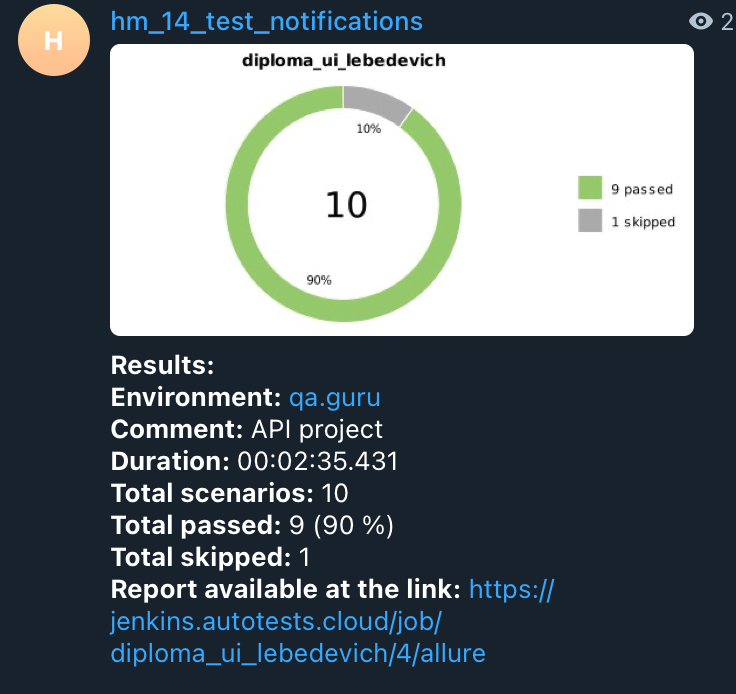 H
hm_14_test_notifications
2
diploma_ui_lebedevich
10%
10
90%
9 passed
1 skipped
Results:
Environment: qa.guru
Comment: API project
Duration: 00:02:35.431
Total scenarios: 10
Total passed: 9 (90 %)
Total skipped: 1
Report available at the link: https://
jenkins.autotests.cloud/job/
diploma_ui_lebedevich/4/allure